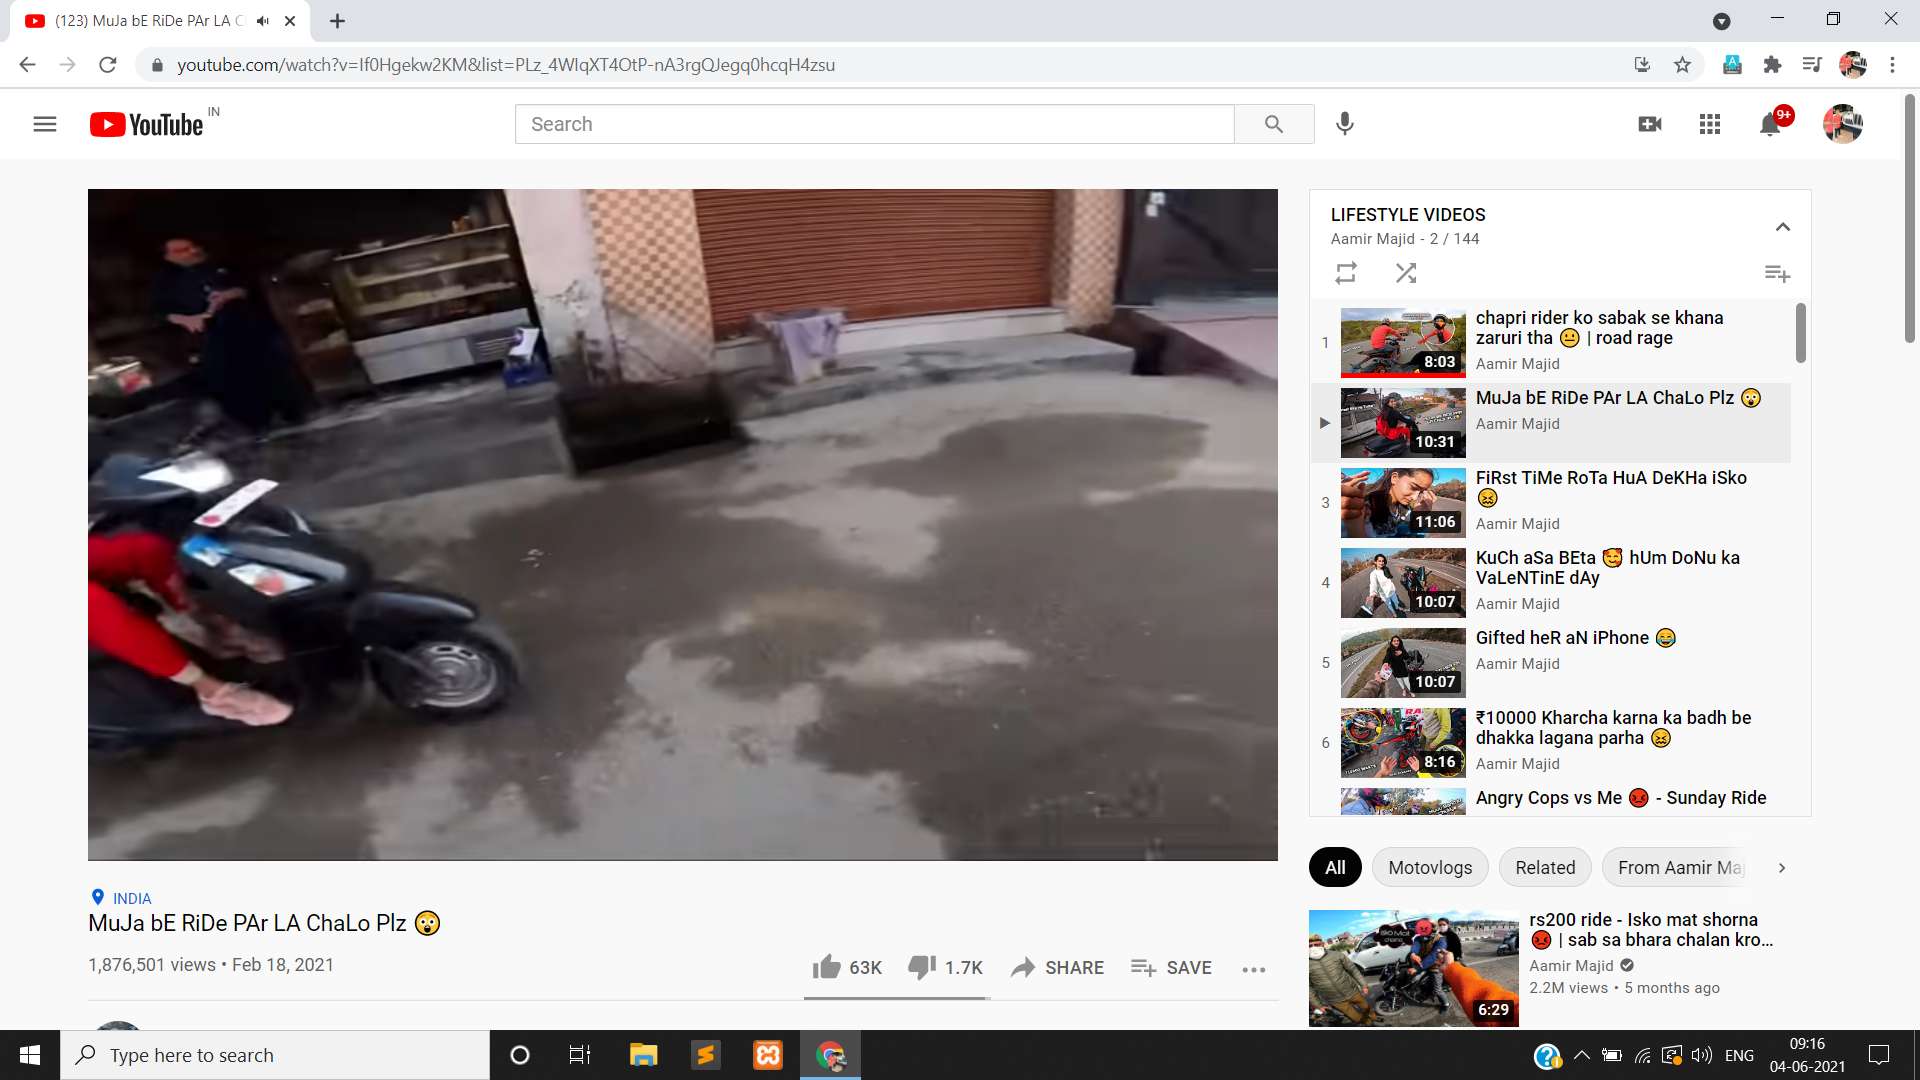 (123) MuJa bE RiDe PAr LA C
youtube.com/watch?v=If0Hgekw2KM&list=PLz_4WIqXT4OtP-nA3rgQJegq0hcqH4zsu
YouTube IN
Search
9+
LIFESTYLE VIDEOS
Aamir Majid - 2 / 144
1
8:03
chapri rider ko sabak se khana
zaruri tha 😐 | road rage
Aamir Majid
10:31
MuJa bE RiDe PAr LA ChaLo Plz 😲
Aamir Majid
3
11:06
FiRst TiMe RoTa HuA DeKHa iSko
😖
Aamir Majid
4
10:07
KuCh aSa BEta 🥰 hUm DoNu ka
VaLeNTinE dAy
Aamir Majid
5
10:07
Gifted heR aN iPhone 😂
Aamir Majid
6
8:16
₹10000 Kharcha karna ka badh be
dhakka lagana parha 😖
Aamir Majid
Angry Cops vs Me 😡 - Sunday Ride
All
Motovlogs
Related
From Aamir Maj
INDIA
MuJa bE RiDe PAr LA ChaLo Plz 😲
1,876,501 views • Feb 18, 2021
63K
1.7K
SHARE
SAVE
6:29
rs200 ride - Isko mat shorna
😡 | sab sa bhara chalan kro...
Aamir Majid
2.2M views • 5 months ago
Type here to search
ENG
09:16
04-06-2021